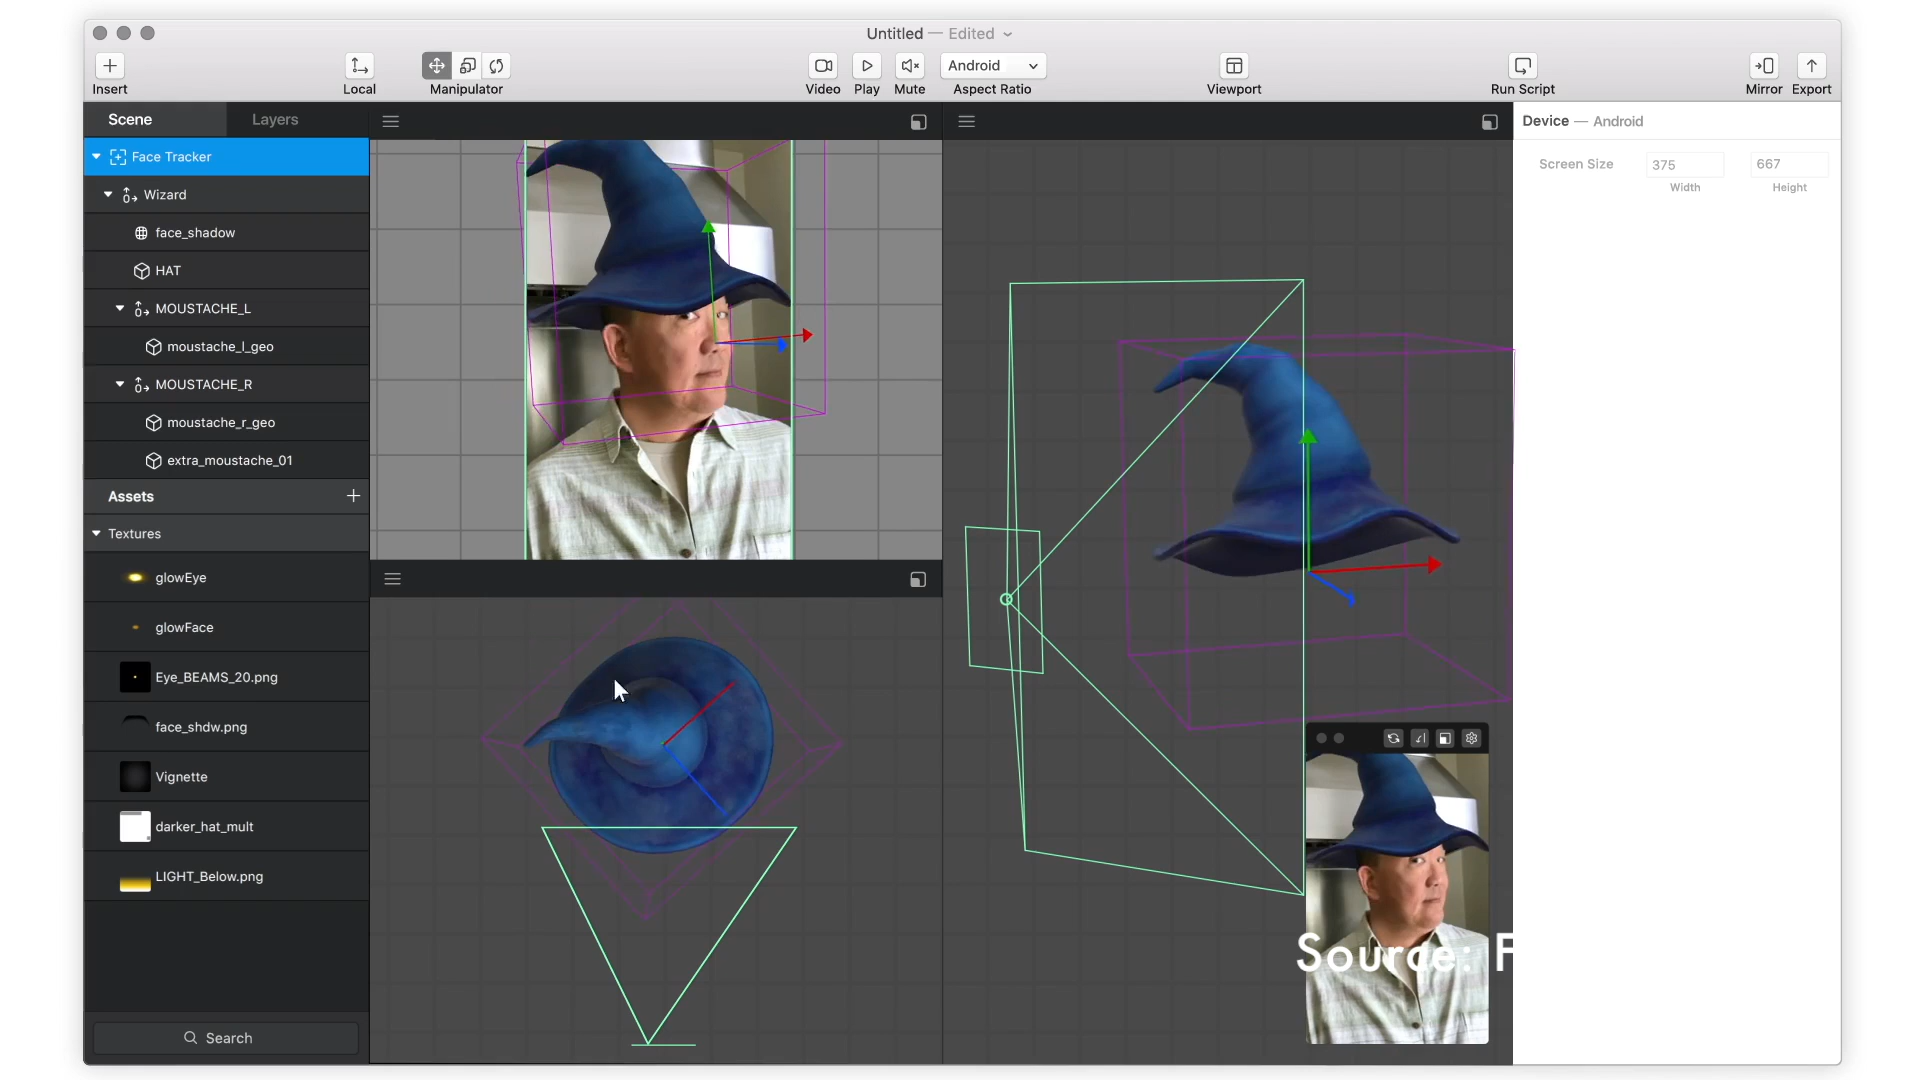 Untitled — Edited
Insert
Local
Manipulator
Video
Play
Mute
Android
Aspect Ratio
Viewport
Run Script
Mirror
Export
Scene
Layers
Face Tracker
Wizard
face_shadow
HAT
MOUSTACHE_L
moustache_l_geo
MOUSTACHE_R
moustache_r_geo
extra_moustache_01
Assets
Textures
glowEye
glowFace
Eye_BEAMS_20.png
face_shdw.png
Vignette
darker_hat_mult
LIGHT_Below.png
Search
Device — Android
Screen Size
375
667
Width
Height
Source: F